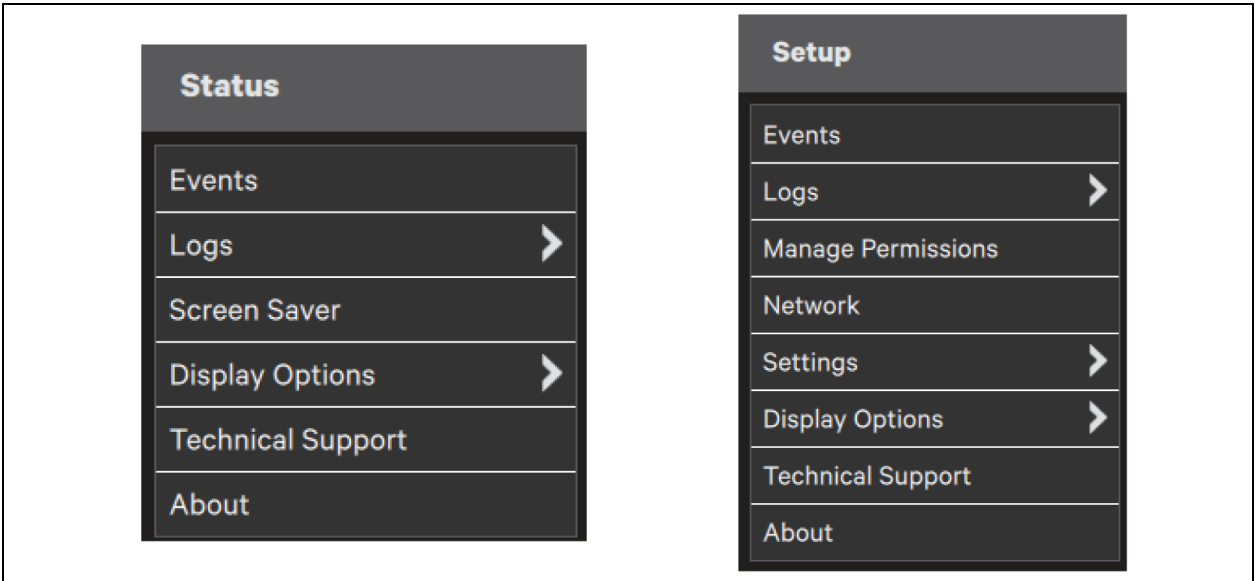 Status
Events
Logs
Screen Saver
Display Options
Technical Support
About
Setup
Events
Logs
Manage Permissions
Network
Settings
Display Options
Technical Support
About